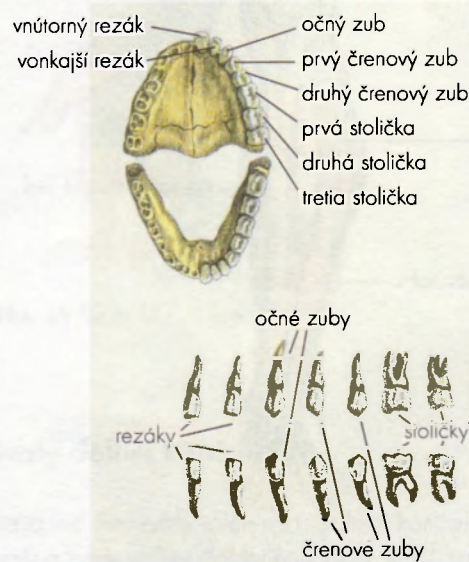 vnútorný rezák
vonkajší rezák
očný zub
prvý črenový zub
druhý črenový zub
prvá stolička
druhá stolička
tretia stolička
očné zuby
rezáky
stoličky
črenove zuby